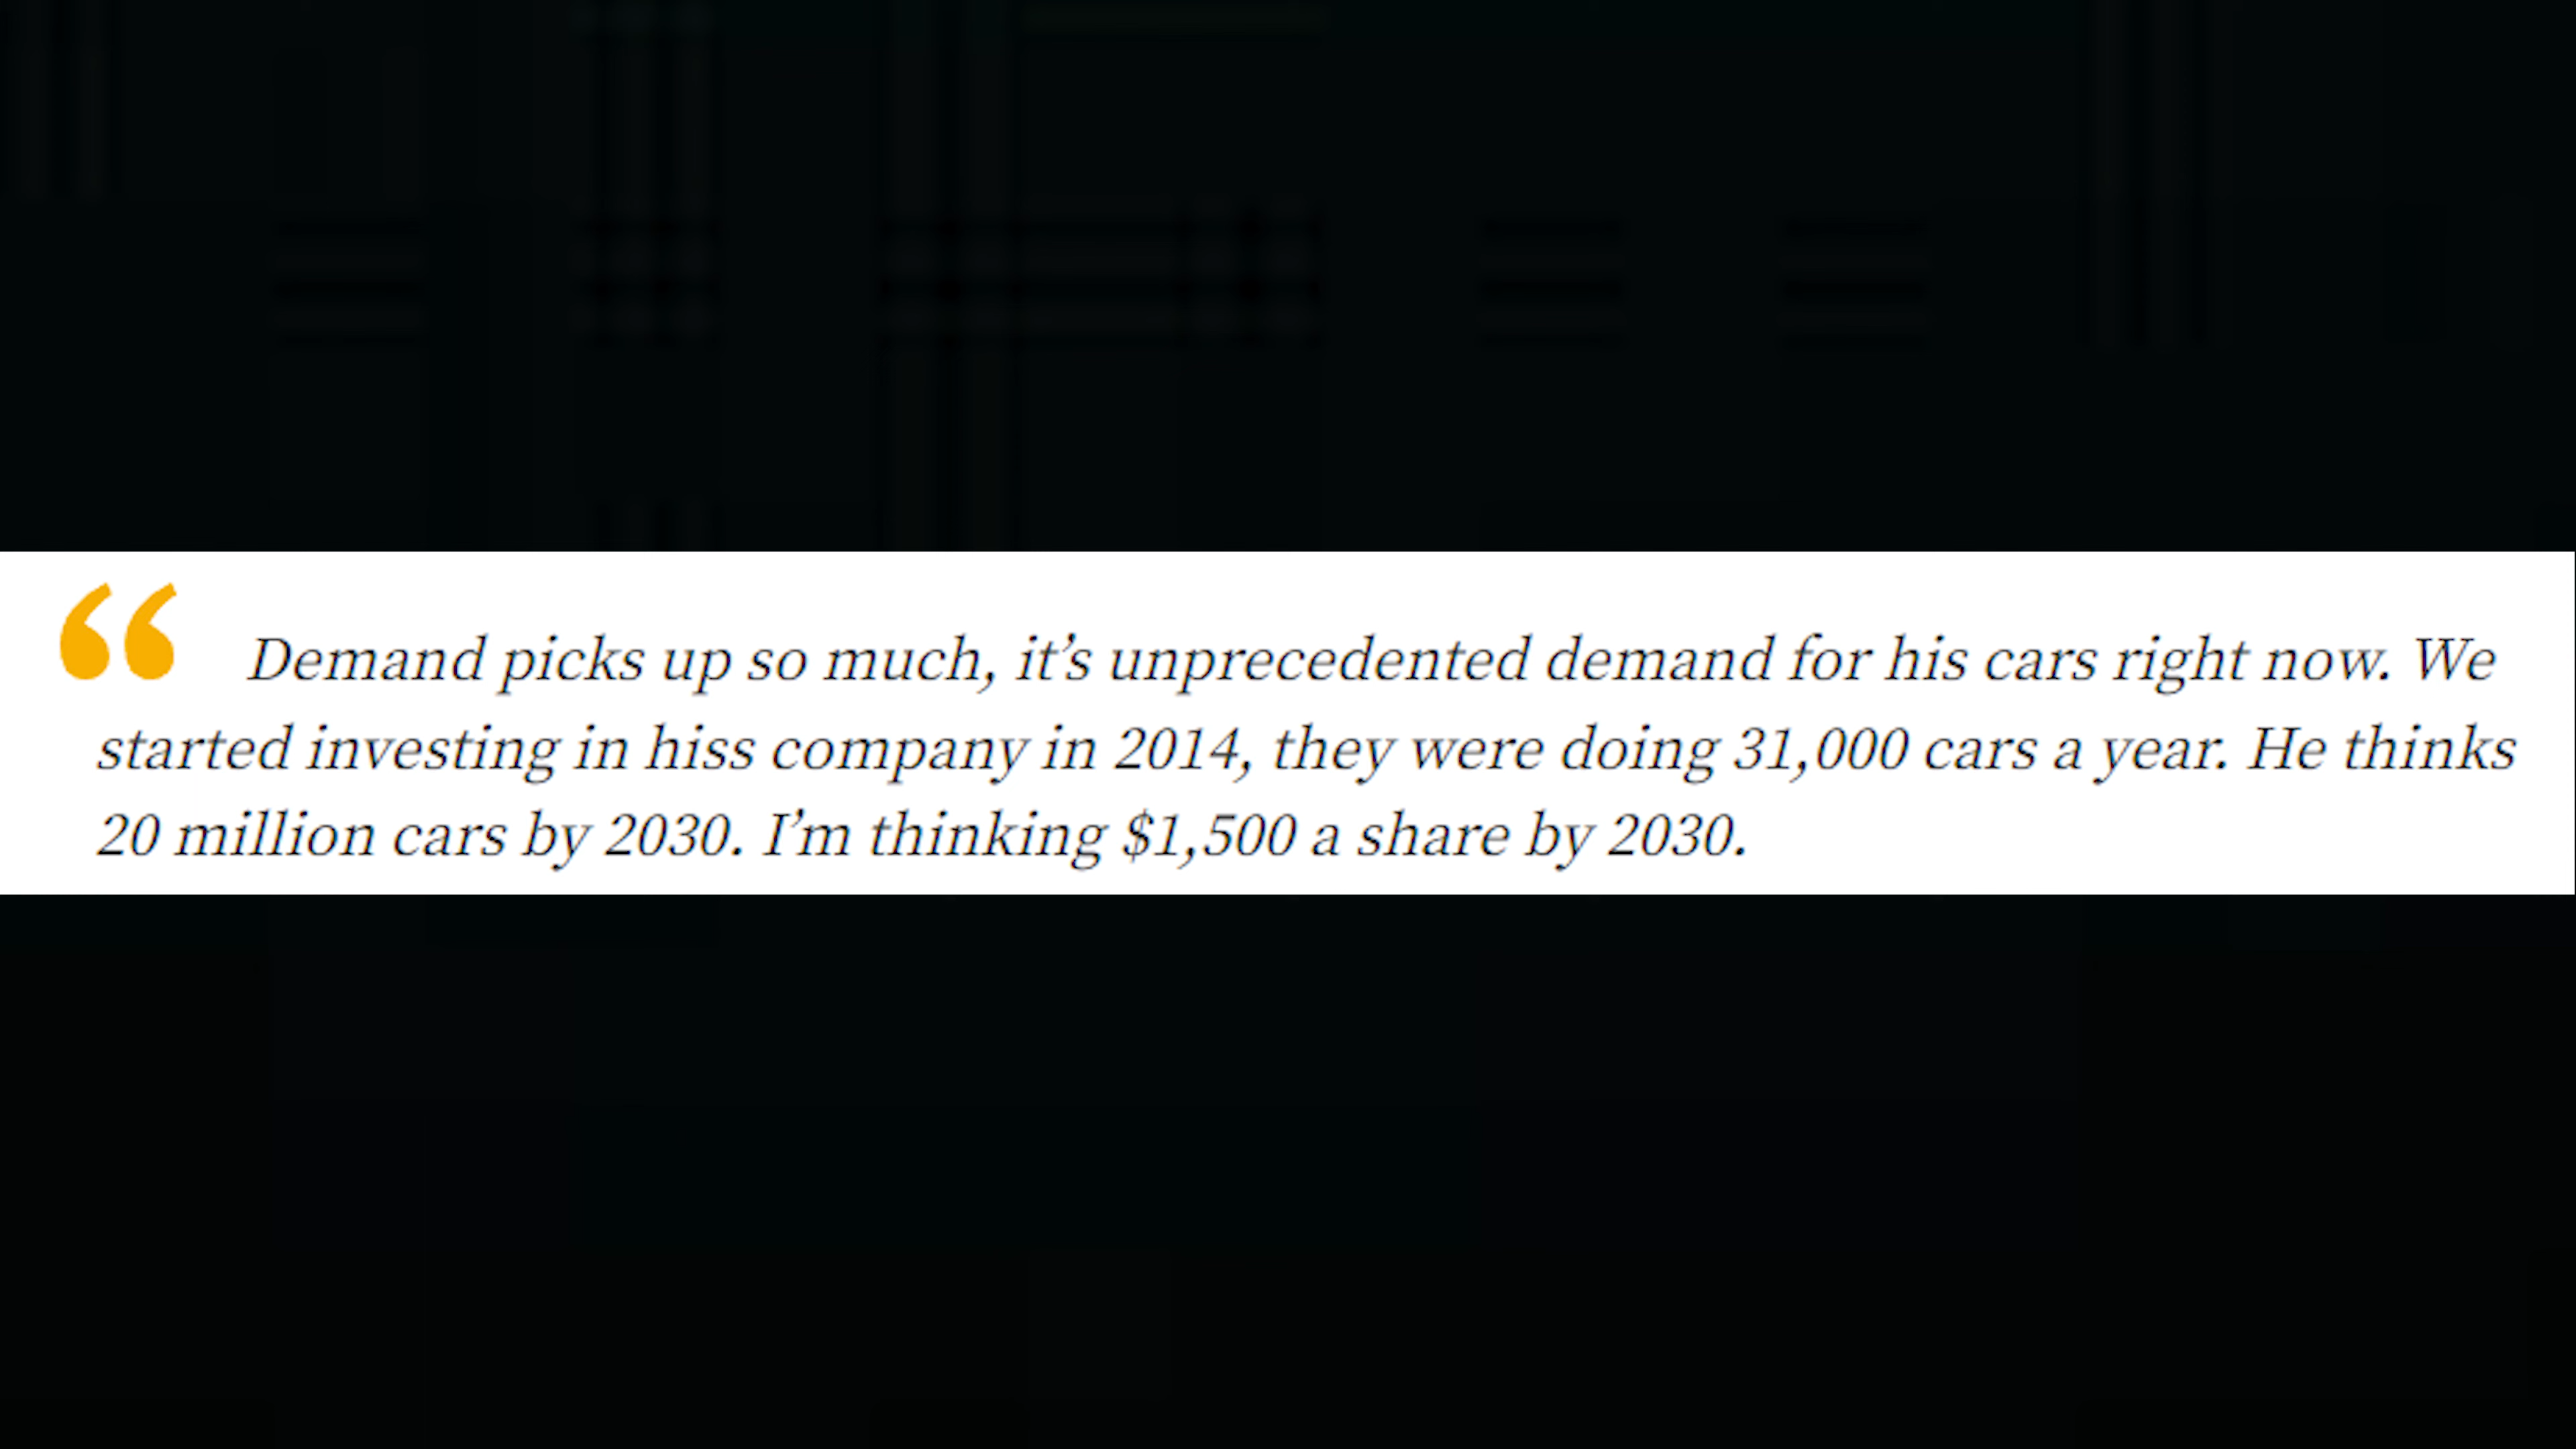 “ Demand picks up so much, it’s unprecedented demand for his cars right now. We
started investing in hiss company in 2014, they were doing 31,000 cars a year. He thinks
20 million cars by 2030. I’m thinking $1,500 a share by 2030.